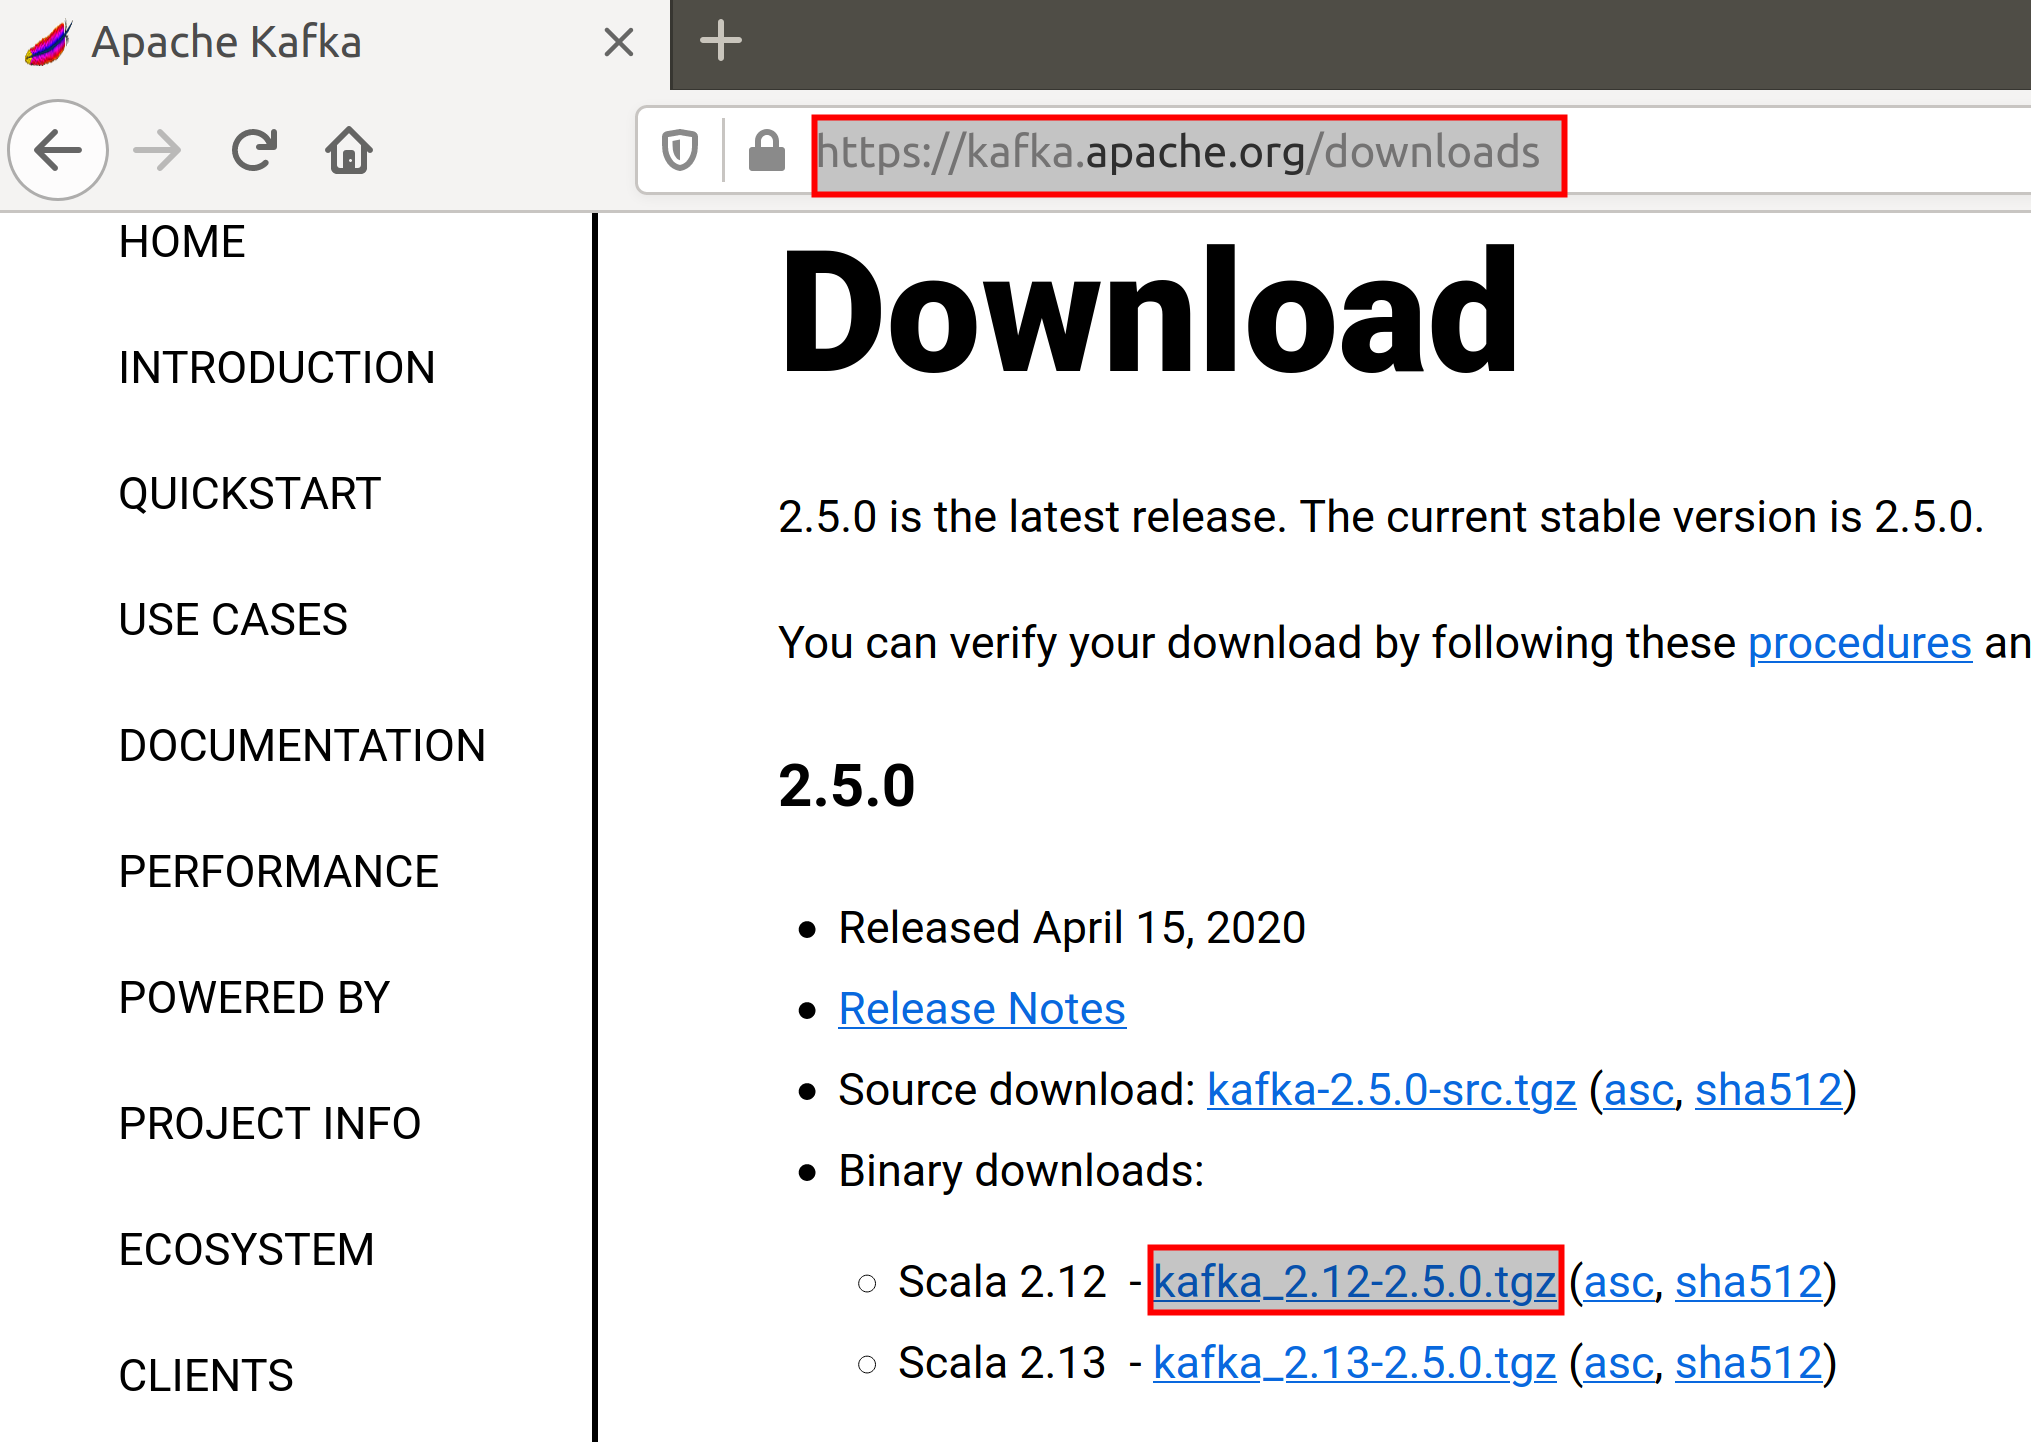 Apache Kafka
https://kafka.apache.org/downloads
HOME
INTRODUCTION
QUICKSTART
USE CASES
DOCUMENTATION
PERFORMANCE
POWERED BY
PROJECT INFO
ECOSYSTEM
CLIENTS
Download
2.5.0 is the latest release. The current stable version is 2.5.0.
You can verify your download by following these procedures an
2.5.0
Released April 15, 2020
Release Notes
Source download: kafka-2.5.0-src.tgz (asc, sha512)
Binary downloads:
Scala 2.12 - kafka_2.12-2.5.0.tgz (asc, sha512)
Scala 2.13 - kafka_2.13-2.5.0.tgz (asc, sha512)